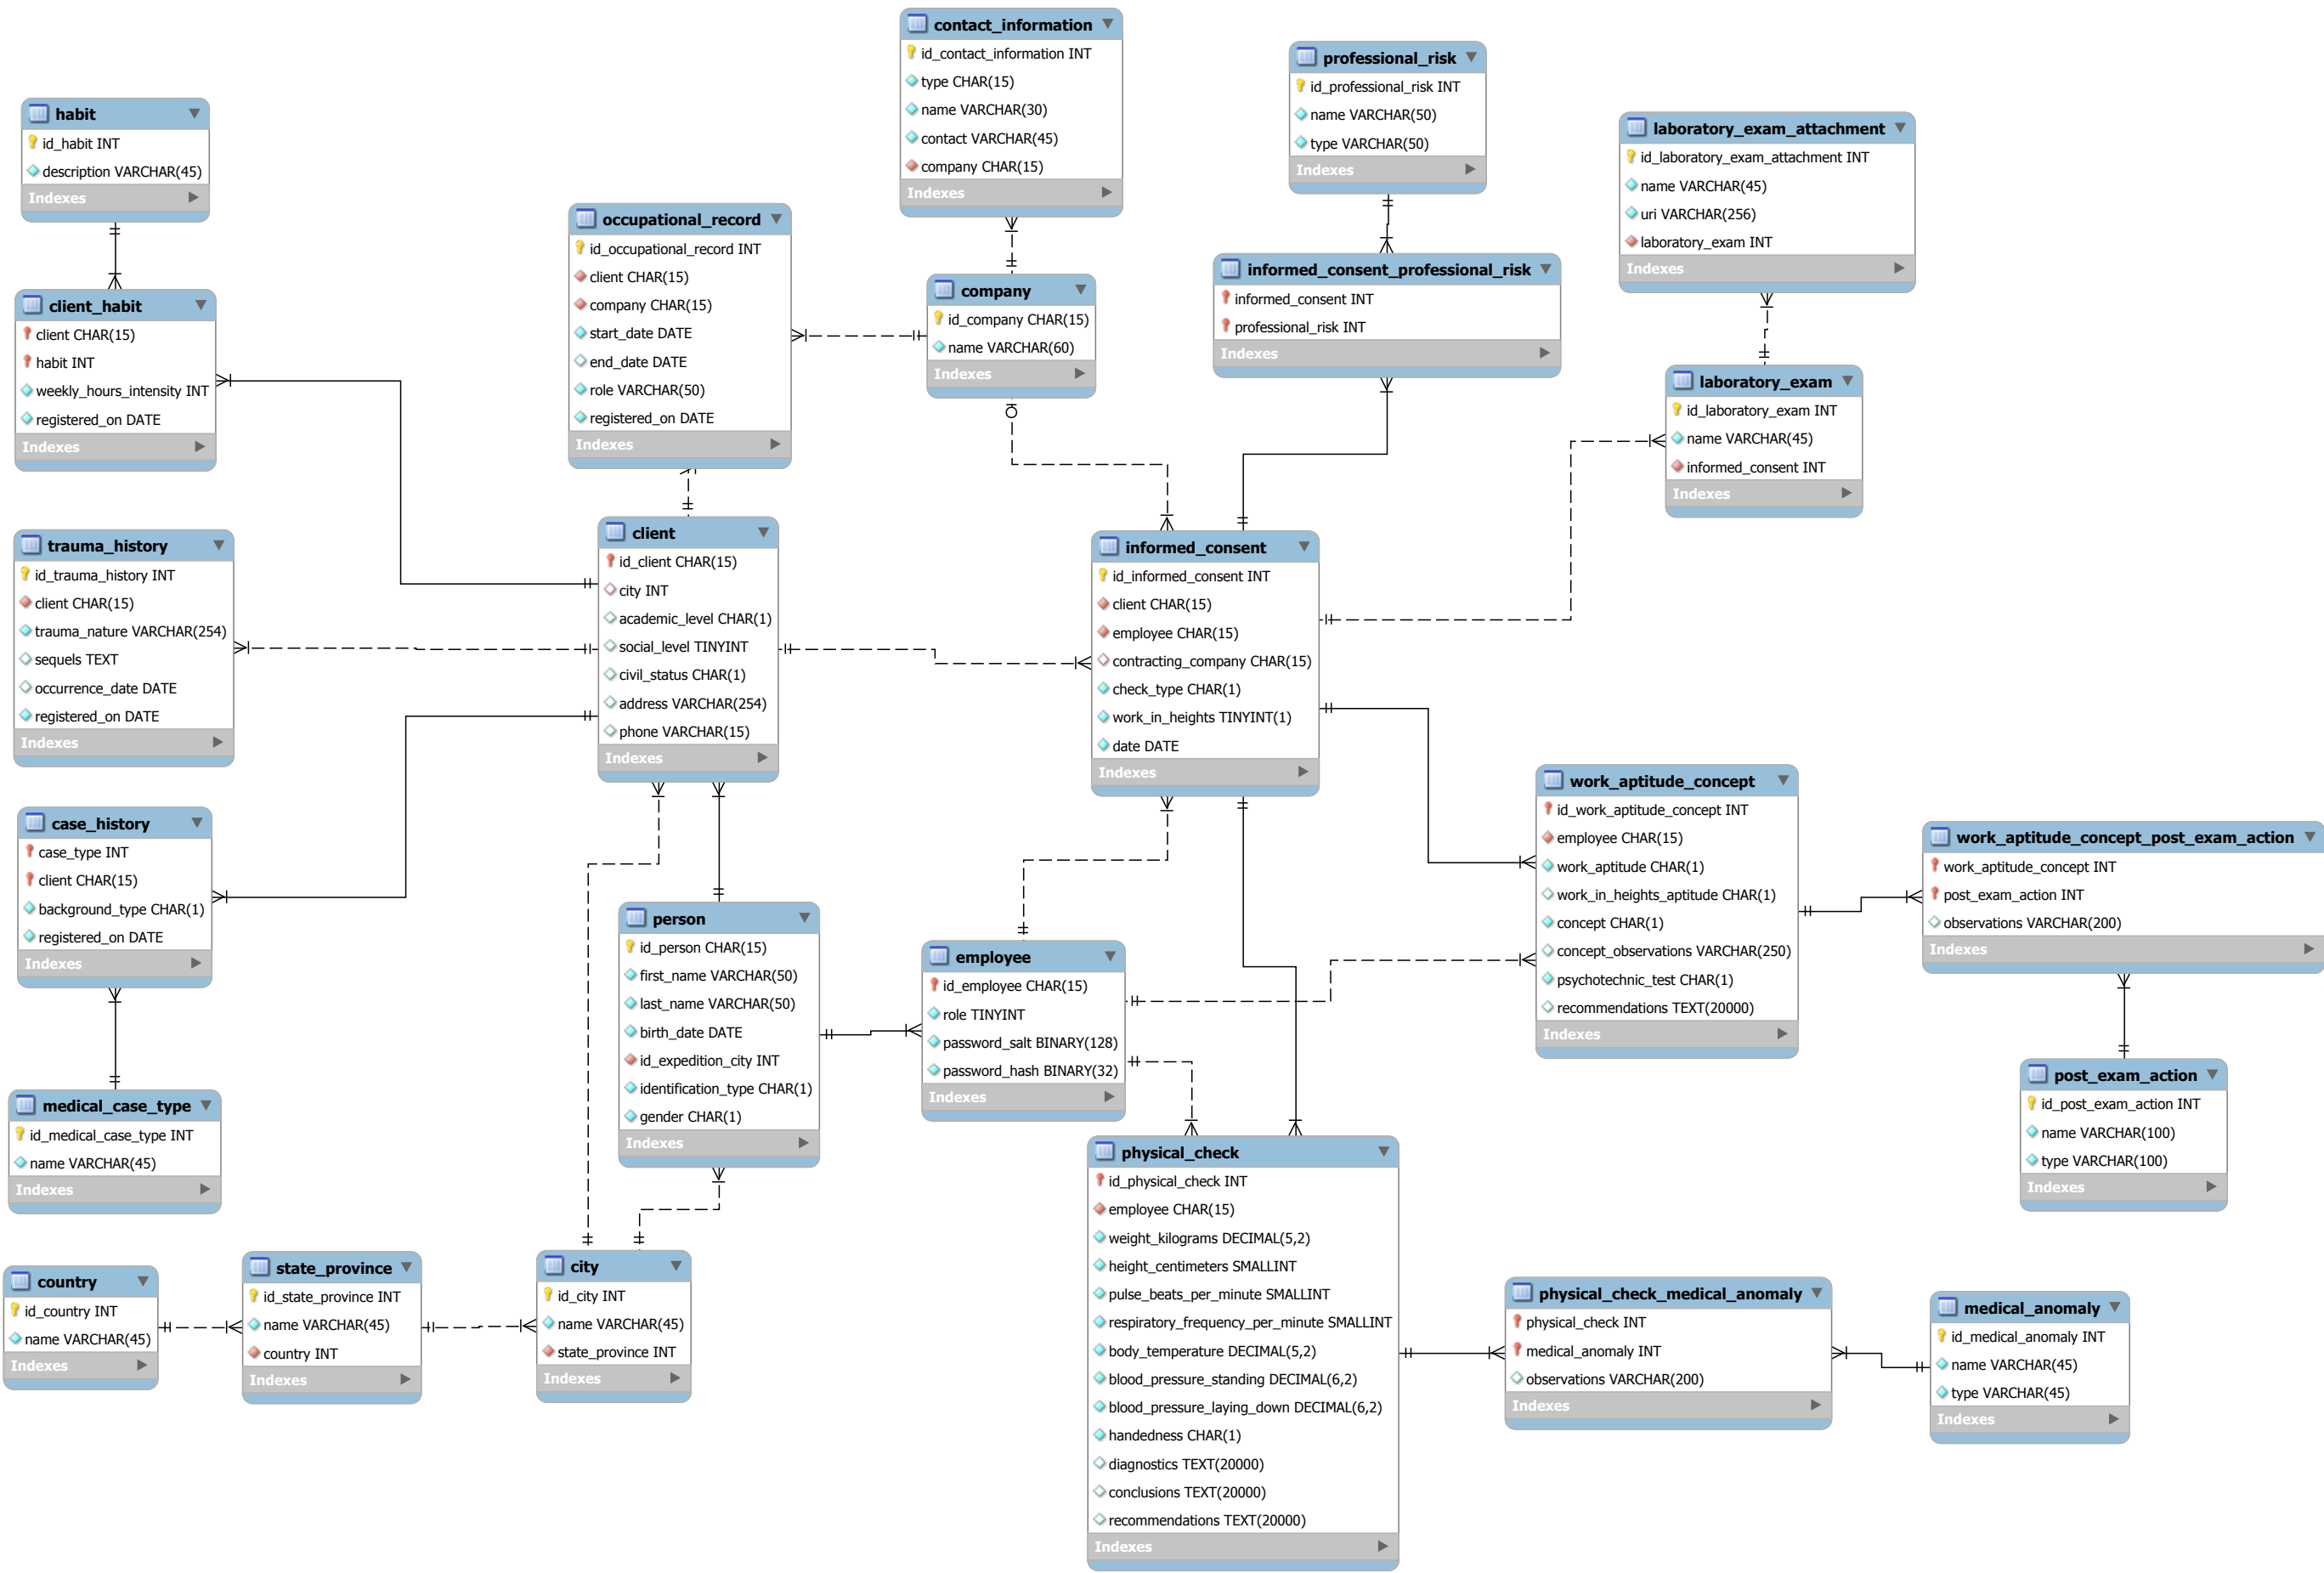 contact_information
id_contact_information INT
type CHAR(15)
name VARCHAR(30)
contact VARCHAR(45)
company CHAR(15)
Indexes
professional_risk
id_professional_risk INT
name VARCHAR(50)
type VARCHAR(50)
Indexes
habit
id_habit INT
description VARCHAR(45)
Indexes
laboratory_exam_attachment
id_laboratory_exam_attachment INT
name VARCHAR(45)
uri VARCHAR(256)
laboratory_exam INT
Indexes
occupational_record
id_occupational_record INT
client CHAR(15)
company CHAR(15)
start_date DATE
end_date DATE
role VARCHAR(50)
registered_on DATE
Indexes
company
id_company CHAR(15)
name VARCHAR(60)
Indexes
informed_consent_professional_risk
informed_consent INT
professional_risk INT
Indexes
client_habit
client CHAR(15)
habit INT
weekly_hours_intensity INT
registered_on DATE
Indexes
laboratory_exam
id_laboratory_exam INT
name VARCHAR(45)
informed_consent INT
Indexes
trauma_history
id_trauma_history INT
client CHAR(15)
trauma_nature VARCHAR(254)
sequels TEXT
occurrence_date DATE
registered_on DATE
Indexes
client
id_client CHAR(15)
city INT
academic_level CHAR(1)
social_level TINYINT
civil_status CHAR(1)
address VARCHAR(254)
phone VARCHAR(15)
Indexes
informed_consent
id_informed_consent INT
client CHAR(15)
employee CHAR(15)
contracting_company CHAR(15)
check_type CHAR(1)
work_in_heights TINYINT(1)
date DATE
Indexes
work_aptitude_concept
id_work_aptitude_concept INT
employee CHAR(15)
work_aptitude CHAR(1)
work_in_heights_aptitude CHAR(1)
concept CHAR(1)
concept_observations VARCHAR(250)
psychotechnic_test CHAR(1)
recommendations TEXT(20000)
Indexes
work_aptitude_concept_post_exam_action
work_aptitude_concept INT
post_exam_action INT
observations VARCHAR(200)
Indexes
case_history
case_type INT
client CHAR(15)
background_type CHAR(1)
registered_on DATE
Indexes
person
id_person CHAR(15)
first_name VARCHAR(50)
last_name VARCHAR(50)
birth_date DATE
id_expedition_city INT
identification_type CHAR(1)
gender CHAR(1)
Indexes
employee
id_employee CHAR(15)
role TINYINT
password_salt BINARY(128)
password_hash BINARY(32)
Indexes
post_exam_action
id_post_exam_action INT
name VARCHAR(100)
type VARCHAR(100)
Indexes
medical_case_type
id_medical_case_type INT
name VARCHAR(45)
Indexes
physical_check
id_physical_check INT
employee CHAR(15)
weight_kilograms DECIMAL(5,2)
height_centimeters SMALLINT
pulse_beats_per_minute SMALLINT
respiratory_frequency_per_minute SMALLINT
body_temperature DECIMAL(5,2)
blood_pressure_standing DECIMAL(6,2)
blood_pressure_laying_down DECIMAL(6,2)
handedness CHAR(1)
diagnostics TEXT(20000)
conclusions TEXT(20000)
recommendations TEXT(20000)
Indexes
country
id_country INT
name VARCHAR(45)
Indexes
state_province
id_state_province INT
name VARCHAR(45)
country INT
Indexes
city
id_city INT
name VARCHAR(45)
state_province INT
Indexes
physical_check_medical_anomaly
physical_check INT
medical_anomaly INT
observations VARCHAR(200)
Indexes
medical_anomaly
id_medical_anomaly INT
name VARCHAR(45)
type VARCHAR(45)
Indexes